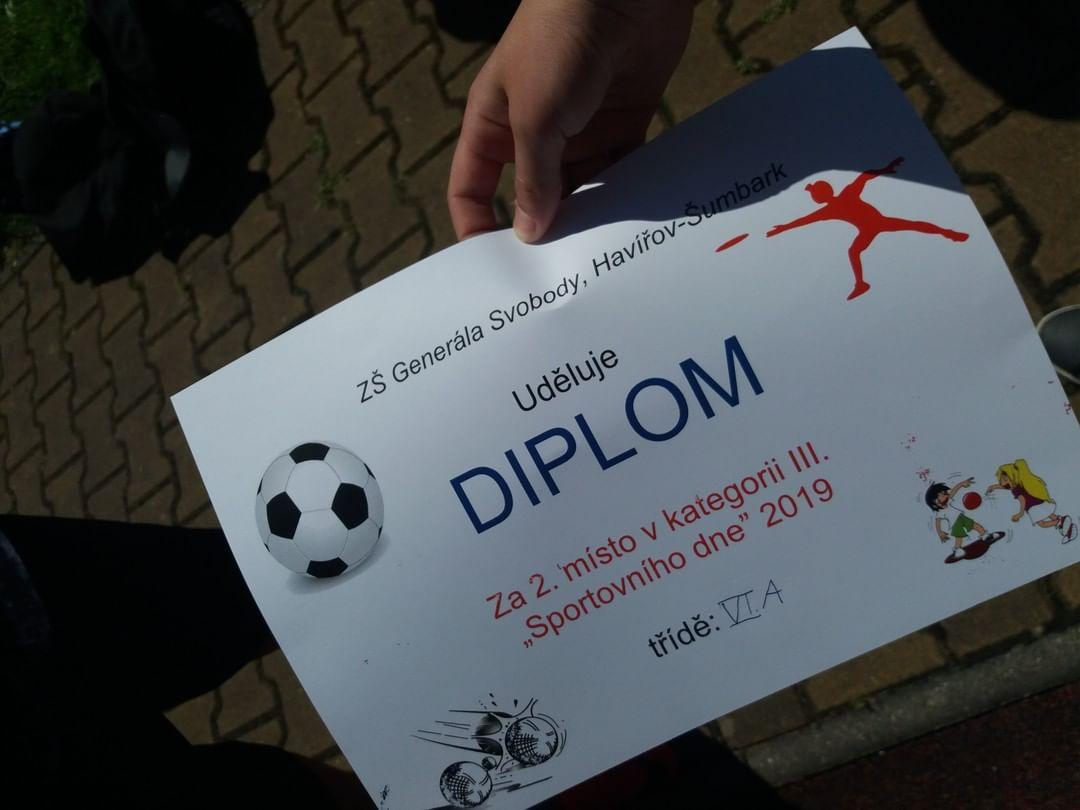 ZŠ Generála Svobody, Havířov-Šumbark
Uděluje
DIPLOM
Za 2. místo v kategorii III.
„Sportovního dne” 2019
třídě: VI. A